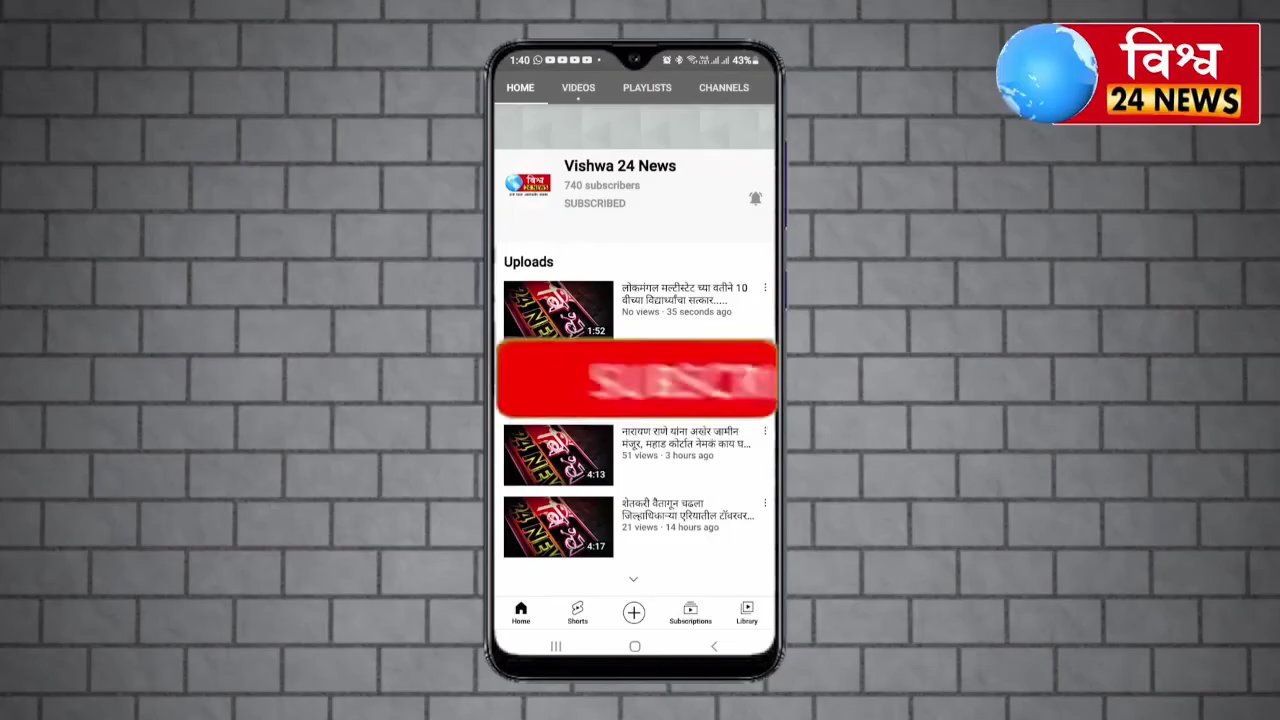 विश्व
24 NEWS
1:40
43%
HOME VIDEOS PLAYLISTS CHANNELS
Vishwa 24 News
740 subscribers
SUBSCRIBED
विश्व
24 NEWS
Uploads
लोकमंगल मल्टीस्टेट च्या वतीने 10
वीच्या विद्यार्थ्यांचा सत्कार.....
No views · 35 seconds ago
1:52
नारायण राणे यांना अखेर जामीन
मंजूर, महाड कोर्टात नेमकं काय घ...
51 views · 3 hours ago
4:13
शेतकरी वैतागून चढला
जिल्हाधिकाऱ्या एरियातील टॉवरवर...
21 views · 14 hours ago
4:17
Home Shorts Subscriptions Library